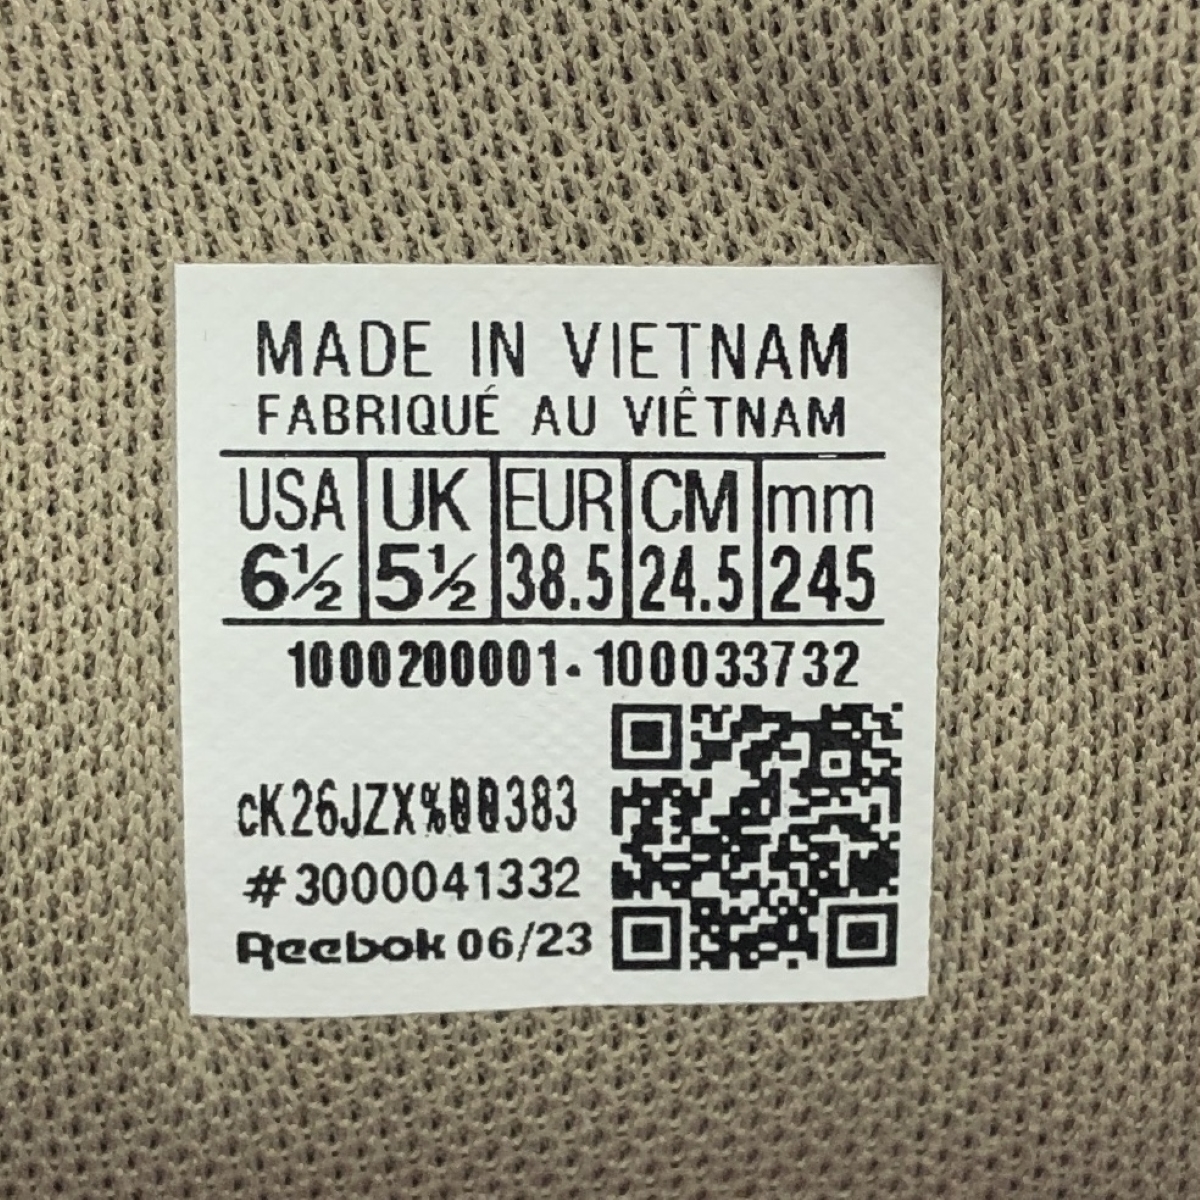 MADE IN VIETNAM
FABRIQUÉ AU VIÊTNAM
USA UK EUR CM mm
6½ 5½ 38.5 24.5 245
1000200001-100033732
cK26JZX%00383
#3000041332
Reebok 06/23